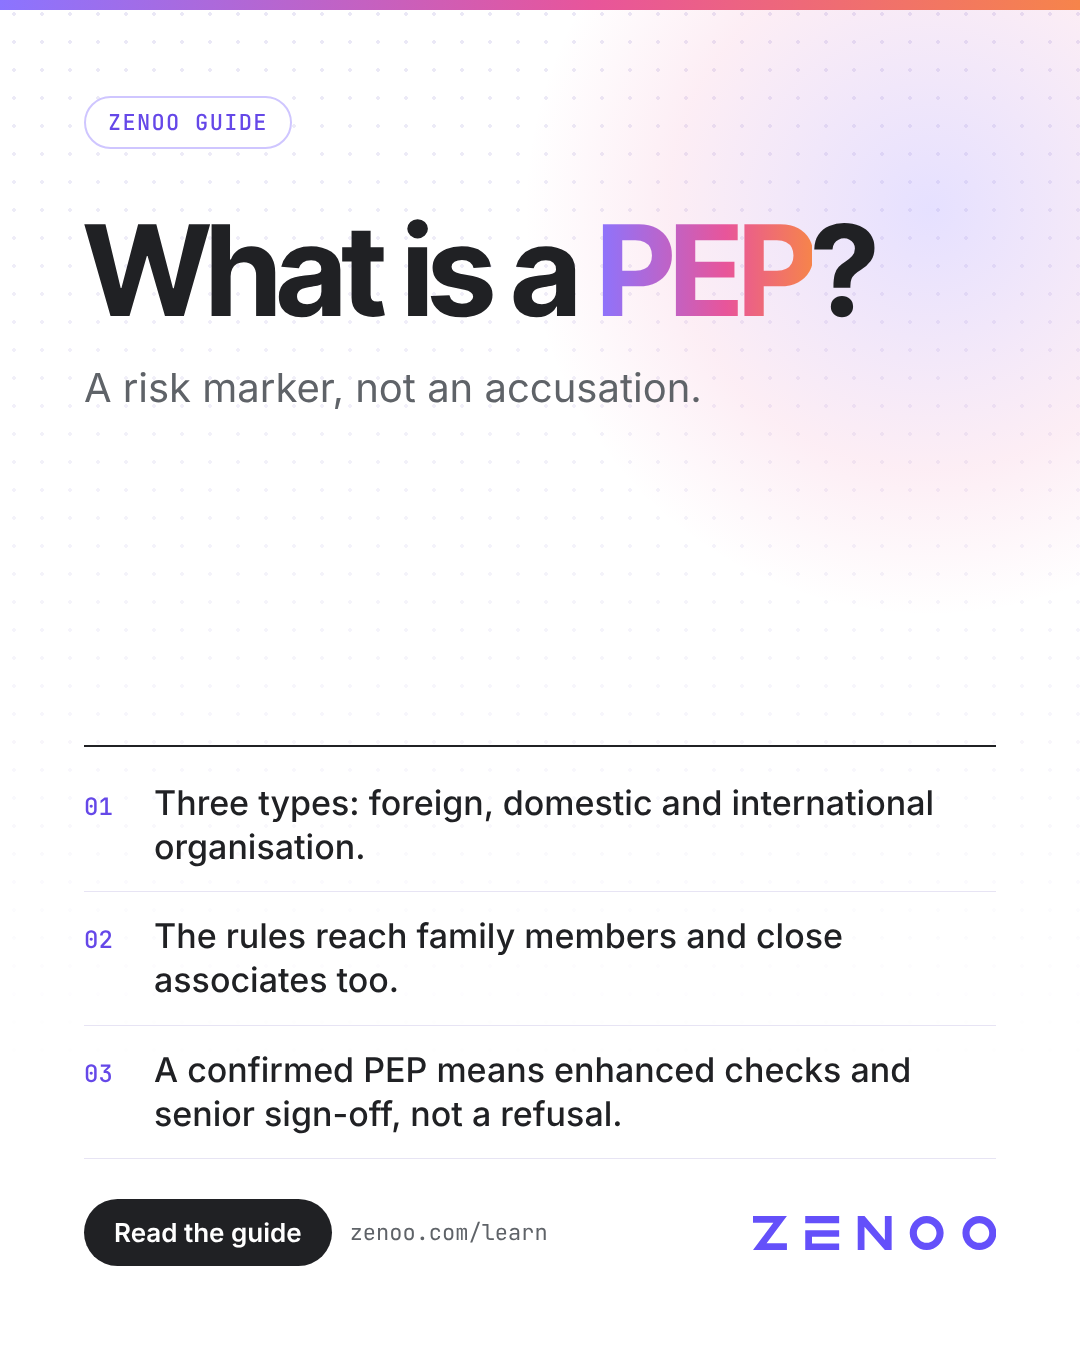 ZENOO GUIDE
What is a PEP?
A risk marker, not an accusation.
01 Three types: foreign, domestic and international
organisation.
02 The rules reach family members and close
associates too.
03 A confirmed PEP means enhanced checks and
senior sign-off, not a refusal.
Read the guide zenoo.com/learn ZENOO